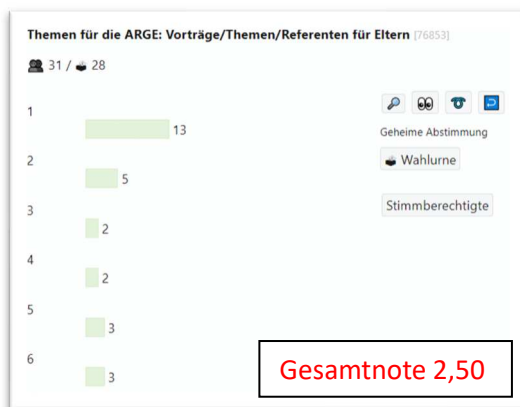 Themen für die ARGE: Vorträge/Themen/Referenten für Eltern [76853]
31 / 28
1
13
2
5
3
2
4
2
5
3
6
3
Geheime Abstimmung
Wahlurne
Stimmberechtigte
Gesamtnote 2,50